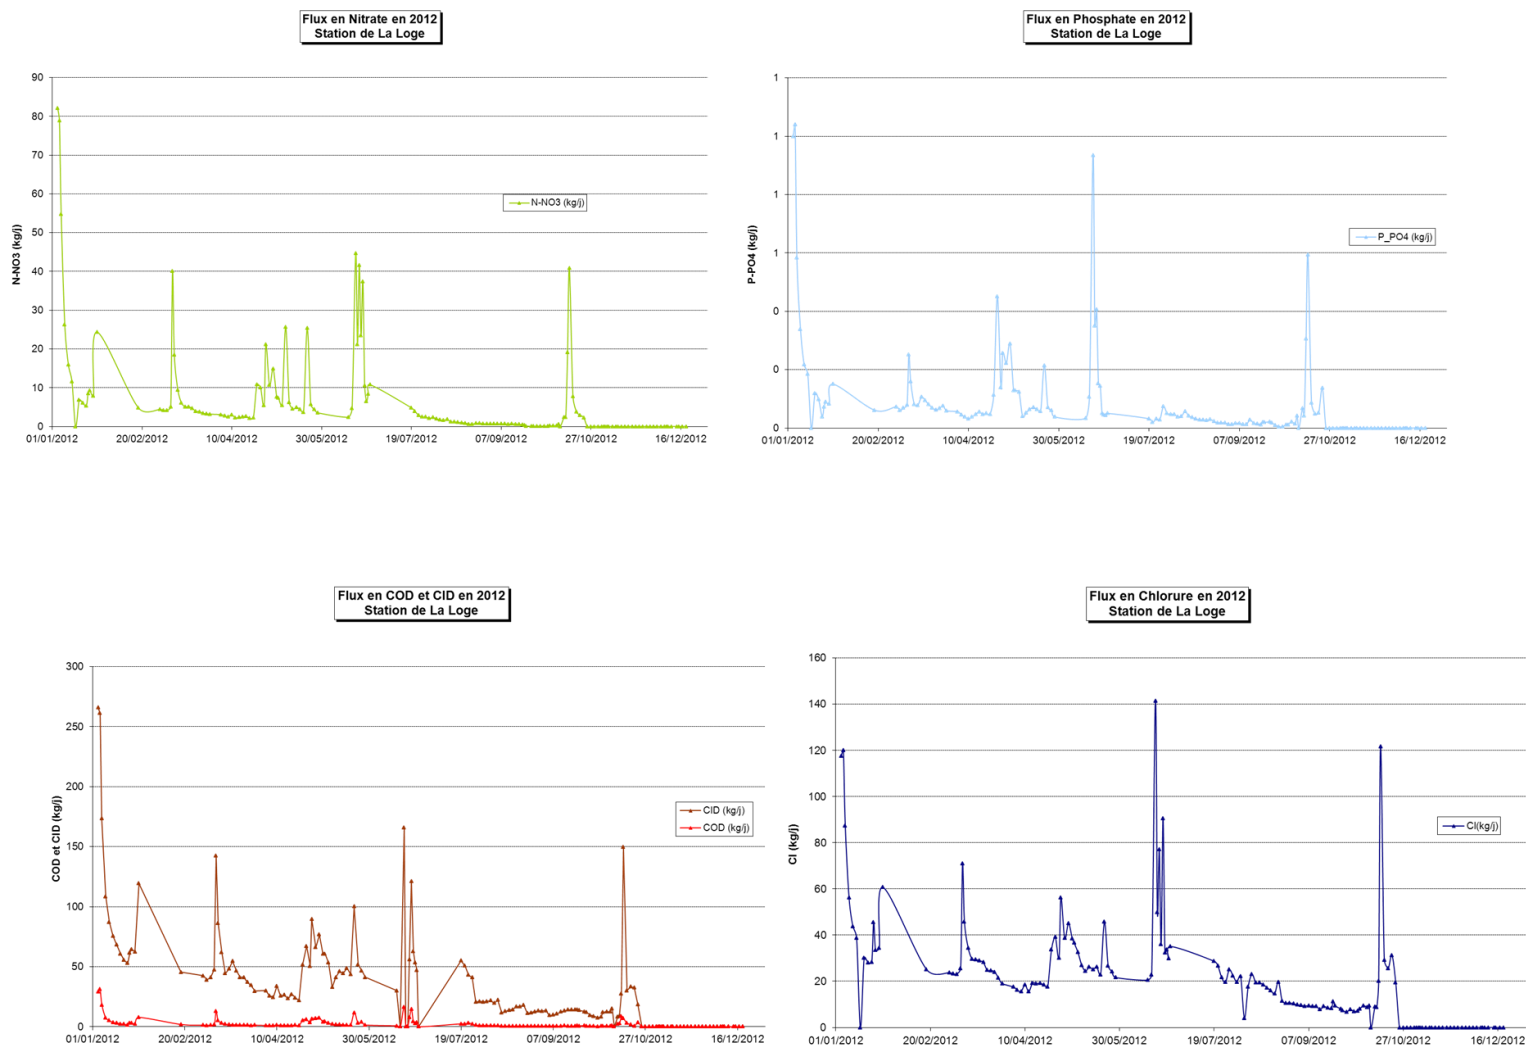 Flux en Nitrate en 2012
Station de La Loge
90
80
70
60
50
40
30
20
10
0
N-NO3 (kg/j)
N-NO3 (kg/j)
01/01/2012 20/02/2012 10/04/2012 30/05/2012 19/07/2012 07/09/2012 27/10/2012 16/12/2012
Flux en Phosphate en 2012
Station de La Loge
1
1
1
1
0
0
0
P-PO4 (kg/j)
P_PO4 (kg/j)
01/01/2012 20/02/2012 10/04/2012 30/05/2012 19/07/2012 07/09/2012 27/10/2012 16/12/2012
Flux en COD et CID en 2012
Station de La Loge
300
250
200
150
100
50
0
COD et CID (kg/j)
CID (kg/j)
COD (kg/j)
01/01/2012 20/02/2012 10/04/2012 30/05/2012 19/07/2012 07/09/2012 27/10/2012 16/12/2012
Flux en Chlorure en 2012
Station de La Loge
160
140
120
100
80
60
40
20
0
Cl (kg/j)
Cl(kg/j)
01/01/2012 20/02/2012 10/04/2012 30/05/2012 19/07/2012 07/09/2012 27/10/2012 16/12/2012